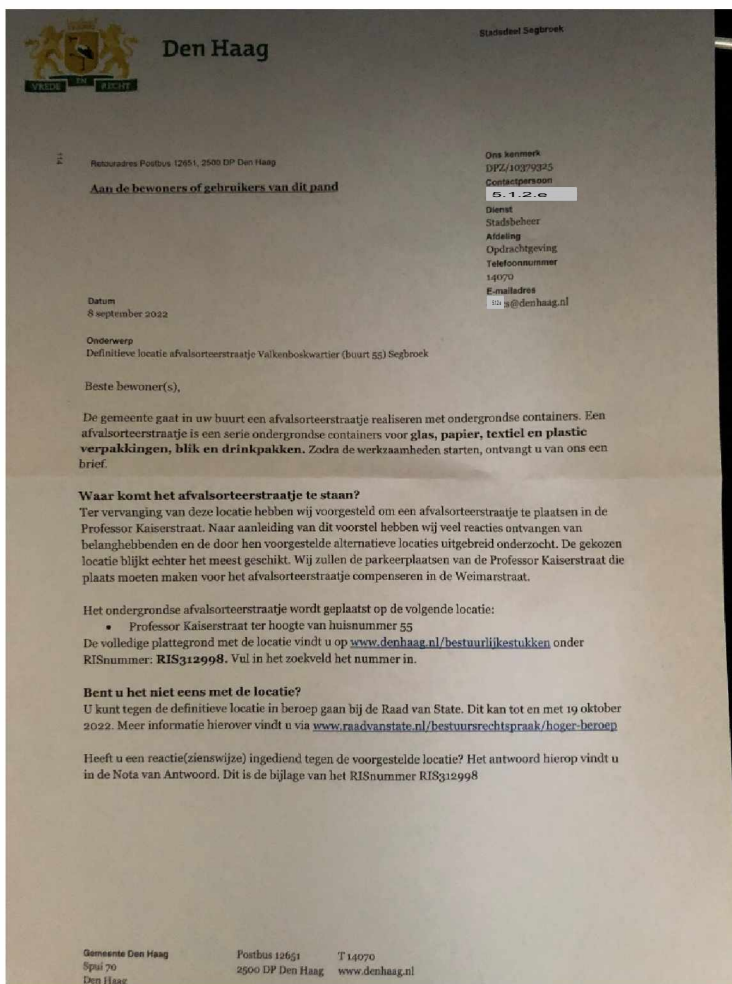 VREDE EN RECHT
Den Haag
Stadsdeel Segbroek
Retouradres Postbus 12651, 2500 DP Den Haag
Aan de bewoners of gebruikers van dit pand
Ons kenmerk
DPZ/10379325
Contactpersoon
5.1.2.e
Dienst
Stadsbeheer
Afdeling
Opdrachtgeving
Telefoonnummer
14070
E-mailadres
s@denhaag.nl
Datum
8 september 2022
Onderwerp
Definitieve locatie afvalsorteerstraatje Valkenboskwartier (buurt 55) Segbroek
Beste bewoner(s),
De gemeente gaat in uw buurt een afvalsorteerstraatje realiseren met ondergrondse containers. Een
afvalsorteerstraatje is een serie ondergrondse containers voor glas, papier, textiel en plastic
verpakkingen, blik en drinkpakken. Zodra de werkzaamheden starten, ontvangt u van ons een
brief.
Waar komt het afvalsorteerstraatje te staan?
Ter vervanging van deze locatie hebben wij voorgesteld om een afvalsorteerstraatje te plaatsen in de
Professor Kaiserstraat. Naar aanleiding van dit voorstel hebben wij veel reacties ontvangen van
belanghebbenden en de door hen voorgestelde alternatieve locaties uitgebreid onderzocht. De gekozen
locatie blijkt echter het meest geschikt. Wij zullen de parkeerplaatsen van de Professor Kaiserstraat die
plaats moeten maken voor het afvalsorteerstraatje compenseren in de Weimarstraat.
Het ondergrondse afvalsorteerstraatje wordt geplaatst op de volgende locatie:
• Professor Kaiserstraat ter hoogte van huisnummer 55
De volledige plattegrond met de locatie vindt u op www.denhaag.nl/bestuurlijkestukken onder
RISnummer: RIS312998. Vul in het zoekveld het nummer in.
Bent u het niet eens met de locatie?
U kunt tegen de definitieve locatie in beroep gaan bij de Raad van State. Dit kan tot en met 19 oktober
2022. Meer informatie hierover vindt u via www.raadvanstate.nl/bestuursrechtspraak/hoger-beroep
Heeft u een reactie(zienswijze) ingediend tegen de voorgestelde locatie? Het antwoord hierop vindt u
in de Nota van Antwoord. Dit is de bijlage van het RISnummer RIS312998
Gemeente Den Haag
Spui 70
Den Haag
Postbus 12651
2500 DP Den Haag
T 14070
www.denhaag.nl